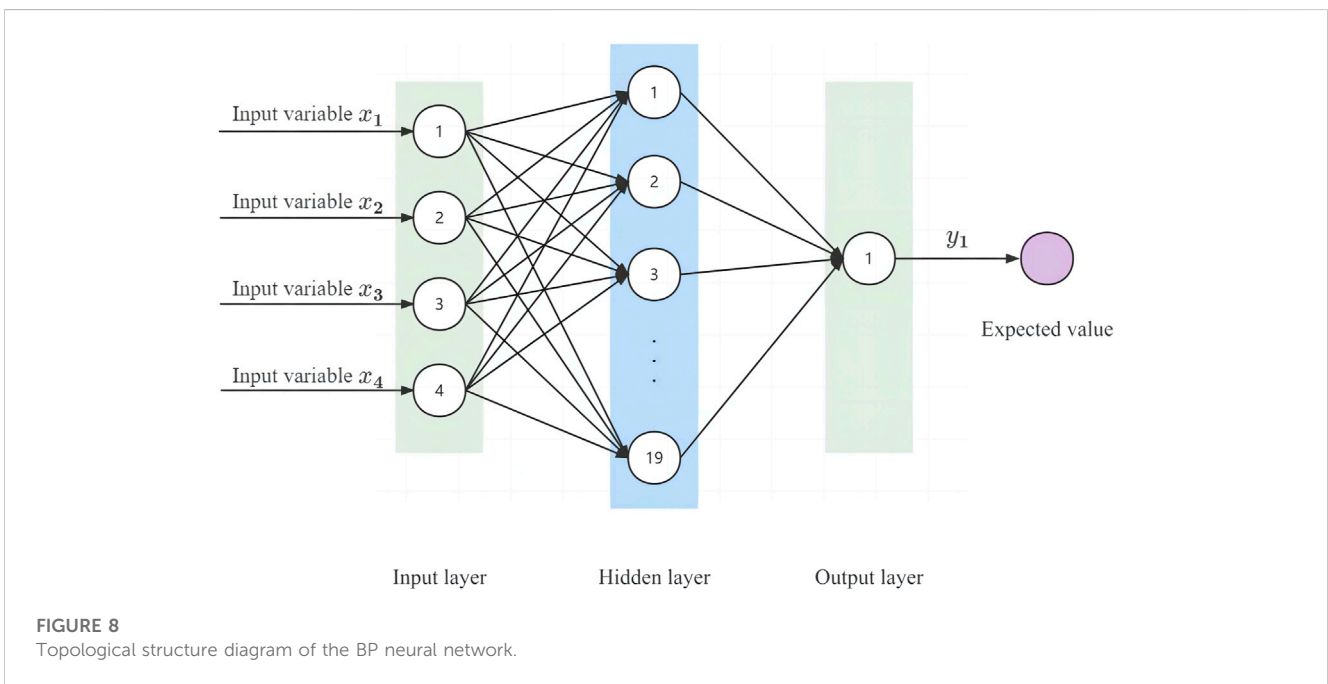 Input variable x1
1
Input variable x2
2
Input variable x3
3
Input variable x4
4
1
2
3
.
.
.
19
1
y1
Expected value
Input layer
Hidden layer
Output layer
FIGURE 8
Topological structure diagram of the BP neural network.